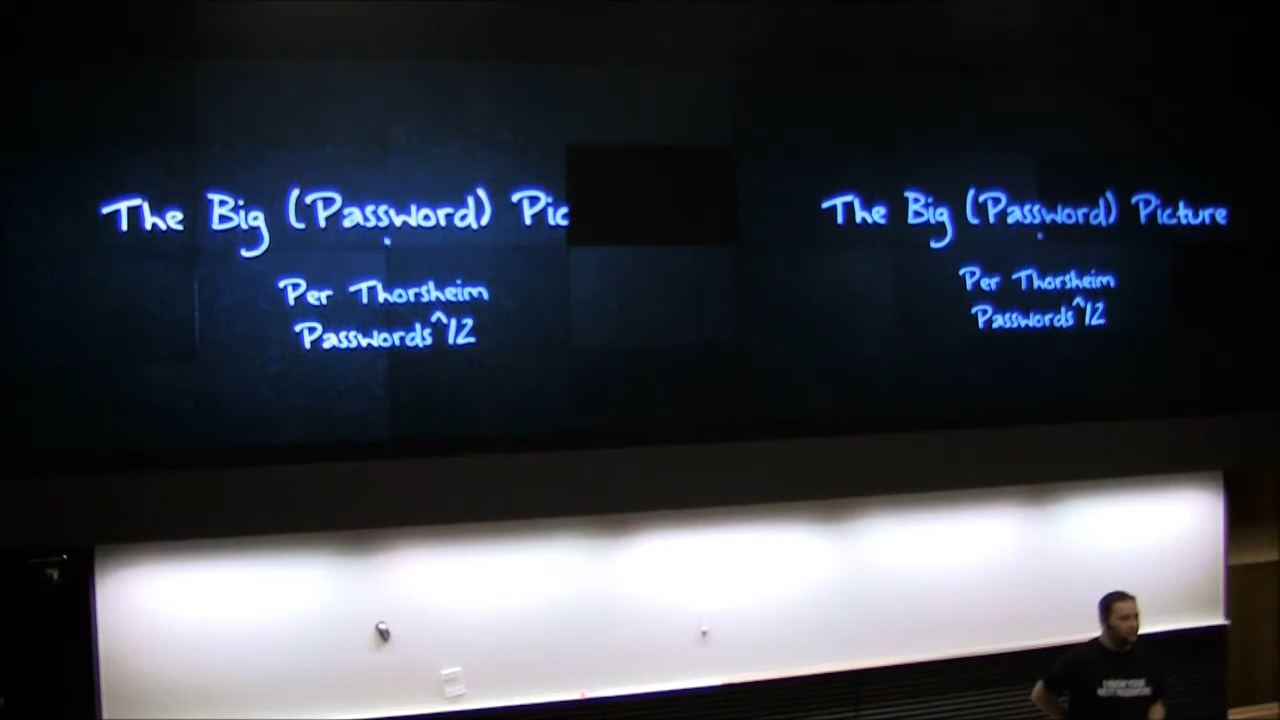 The Big (Password) Pic
Per Thorsheim
Passwords^12
The Big (Password) Picture
Per Thorsheim
Passwords^12